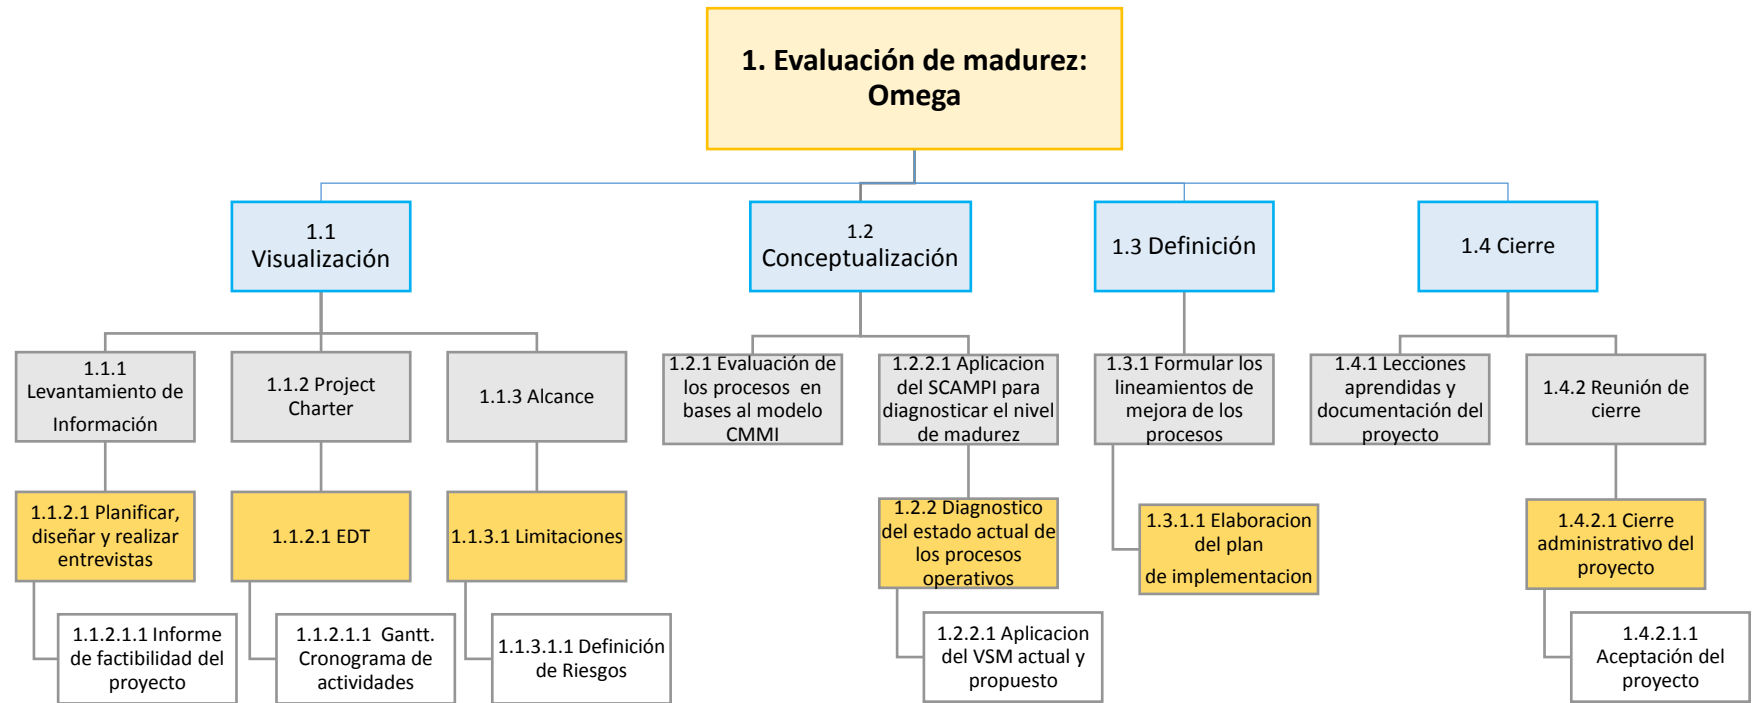 1. Evaluación de madurez:
Omega
1.1
Visualización
1.2
Conceptualización
1.3 Definición
1.4 Cierre
1.1.1
Levantamiento de
Información
1.1.2 Project
Charter
1.1.3 Alcance
1.2.1 Evaluación de
los procesos en
bases al modelo
CMMI
1.2.2.1 Aplicacion
del SCAMPI para
diagnosticar el nivel
de madurez
1.3.1 Formular los
lineamientos de
mejora de los
procesos
1.4.1 Lecciones
aprendidas y
documentación del
proyecto
1.4.2 Reunión de
cierre
1.1.2.1 Planificar,
diseñar y realizar
entrevistas
1.1.2.1 EDT
1.1.3.1 Limitaciones
1.2.2 Diagnostico
del estado actual de
los procesos
operativos
1.3.1.1 Elaboracion
del plan
de implementacion
1.4.2.1 Cierre
administrativo del
proyecto
1.1.2.1.1 Informe
de factibilidad del
proyecto
1.1.2.1.1 Gantt.
Cronograma de
actividades
1.1.3.1.1 Definición
de Riesgos
1.2.2.1 Aplicacion
del VSM actual y
propuesto
1.4.2.1.1
Aceptación del
proyecto